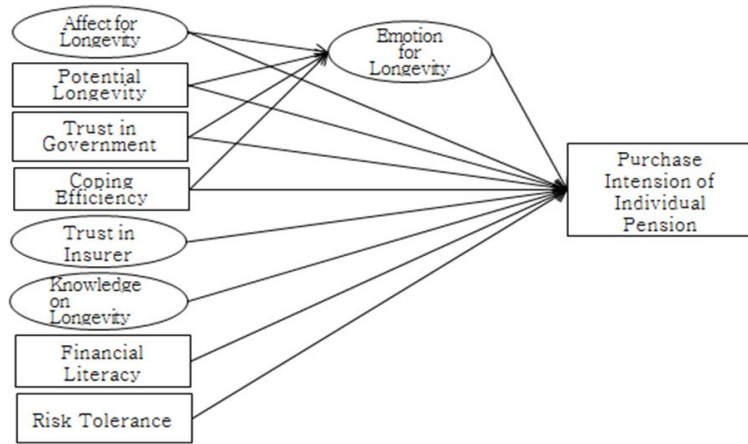 Affect for
Longevity
Potential
Longevity
Trust in
Government
Coping
Efficiency
Trust in
Insurer
Knowledge
on
Longevity
Financial
Literacy
Risk Tolerance
Emotion
for
Longevity
Purchase
Intension of
Individual
Pension